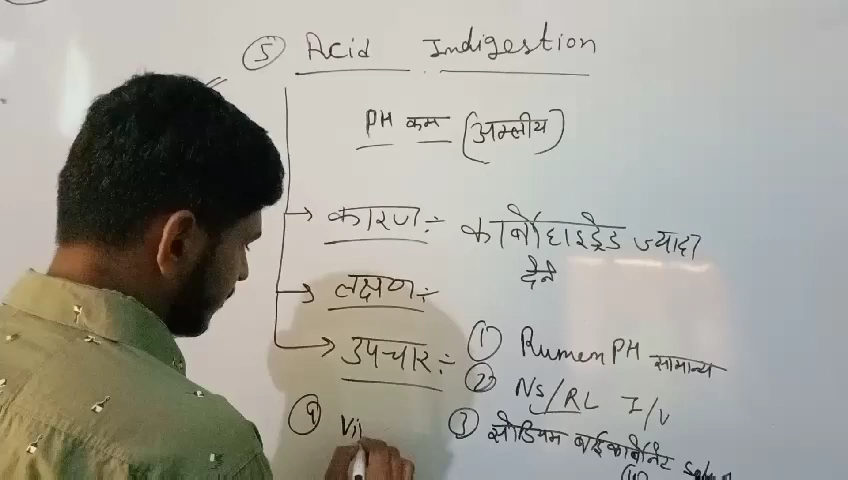 ⑤ Acid Indigestion
PH कम (अम्लीय)
कारण ÷ कार्बोहाइड्रेड ज्यादा
देने
लक्षण ÷
उपचार ÷ ① Rumen PH सामान्य
② NS/RL I/V
③ सोडियम बाईकार्बोनेट
④ Vi